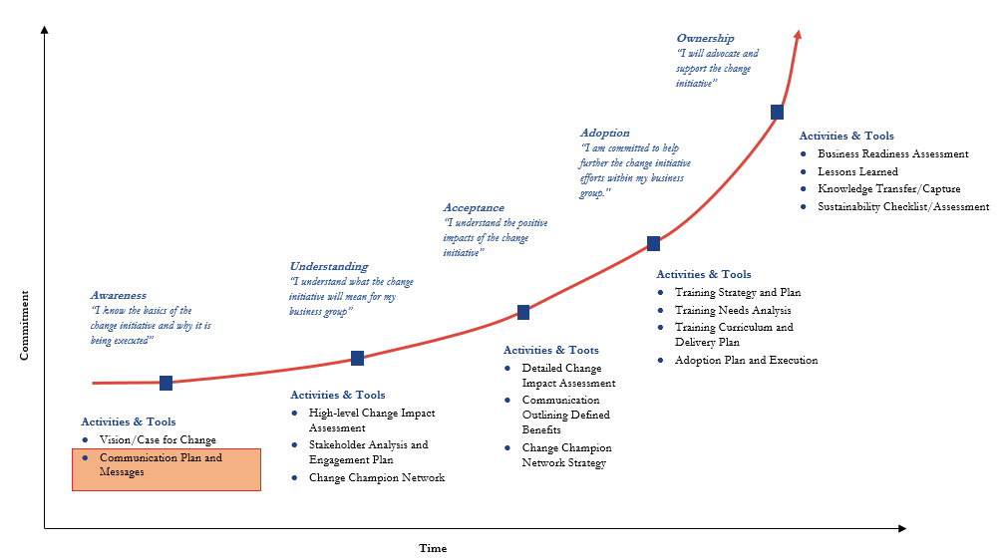 Ownership
“I will advocate and
support the change
initiative”
Adoption
“I am committed to help
further the change initiative
efforts within my business
group.”
Acceptance
“I understand the positive
impacts of the change
initiative”
Understanding
“I understand what the change
initiative will mean for my
business group”
Awareness
“I know the basics of the
change initiative and why it is
being executed”
Activities & Tools
● Vision/Case for Change
● Communication Plan and
Messages
Activities & Tools
● High-level Change Impact
Assessment
● Stakeholder Analysis and
Engagement Plan
● Change Champion Network
Activities & Toots
● Detailed Change
Impact Assessment
● Communication
Outlining Defined
Benefits
● Change Champion
Network Strategy
Activities & Tools
● Training Strategy and Plan
● Training Needs Analysis
● Training Curriculum and
Delivery Plan
● Adoption Plan and Execution
Activities & Tools
● Business Readiness Assessment
● Lessons Learned
● Knowledge Transfer/Capture
● Sustainability Checklist/Assessment
Commitment
Time